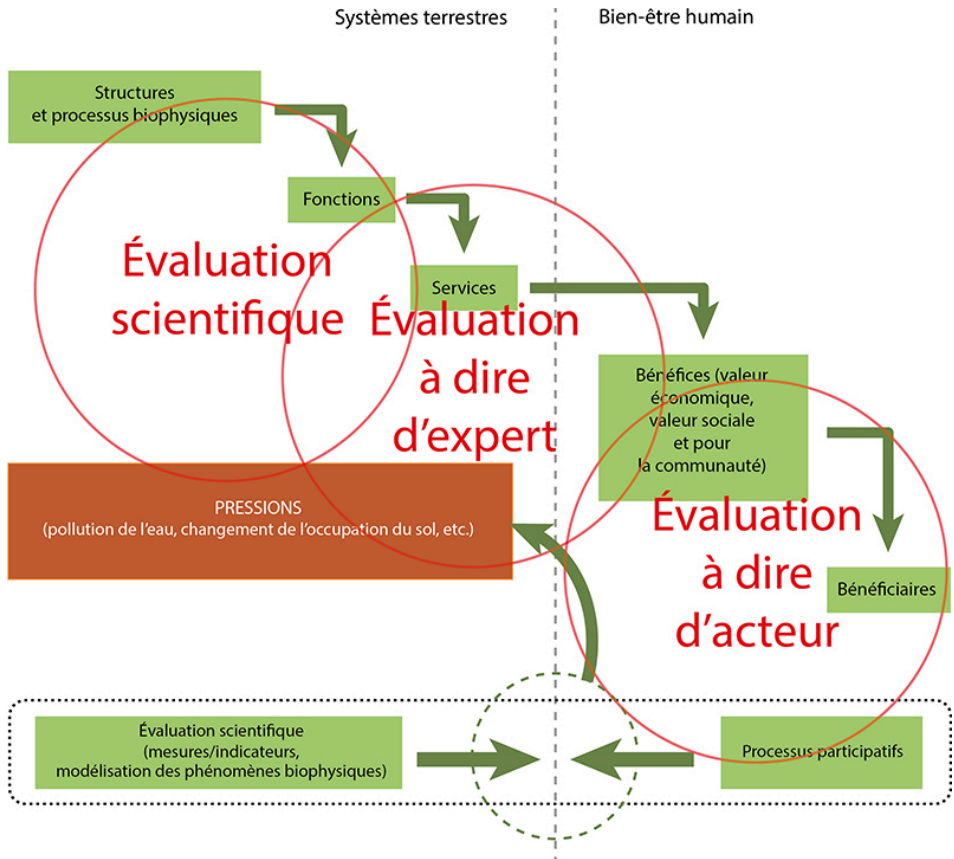 Systèmes terrestres
Bien-être humain
Structures
et processus biophysiques
Fonctions
Évaluation
scientifique
Services
Évaluation
à dire
d'expert
Bénéfices (valeur
économique,
valeur sociale
et pour
la communauté)
PRESSIONS
(pollution de l'eau, changement de l'occupation du sol, etc.)
Évaluation
à dire
d'acteur
Bénéficiaires
Évaluation scientifique
(mesures/indicateurs,
modélisation des phénomènes biophysiques)
Processus participatifs